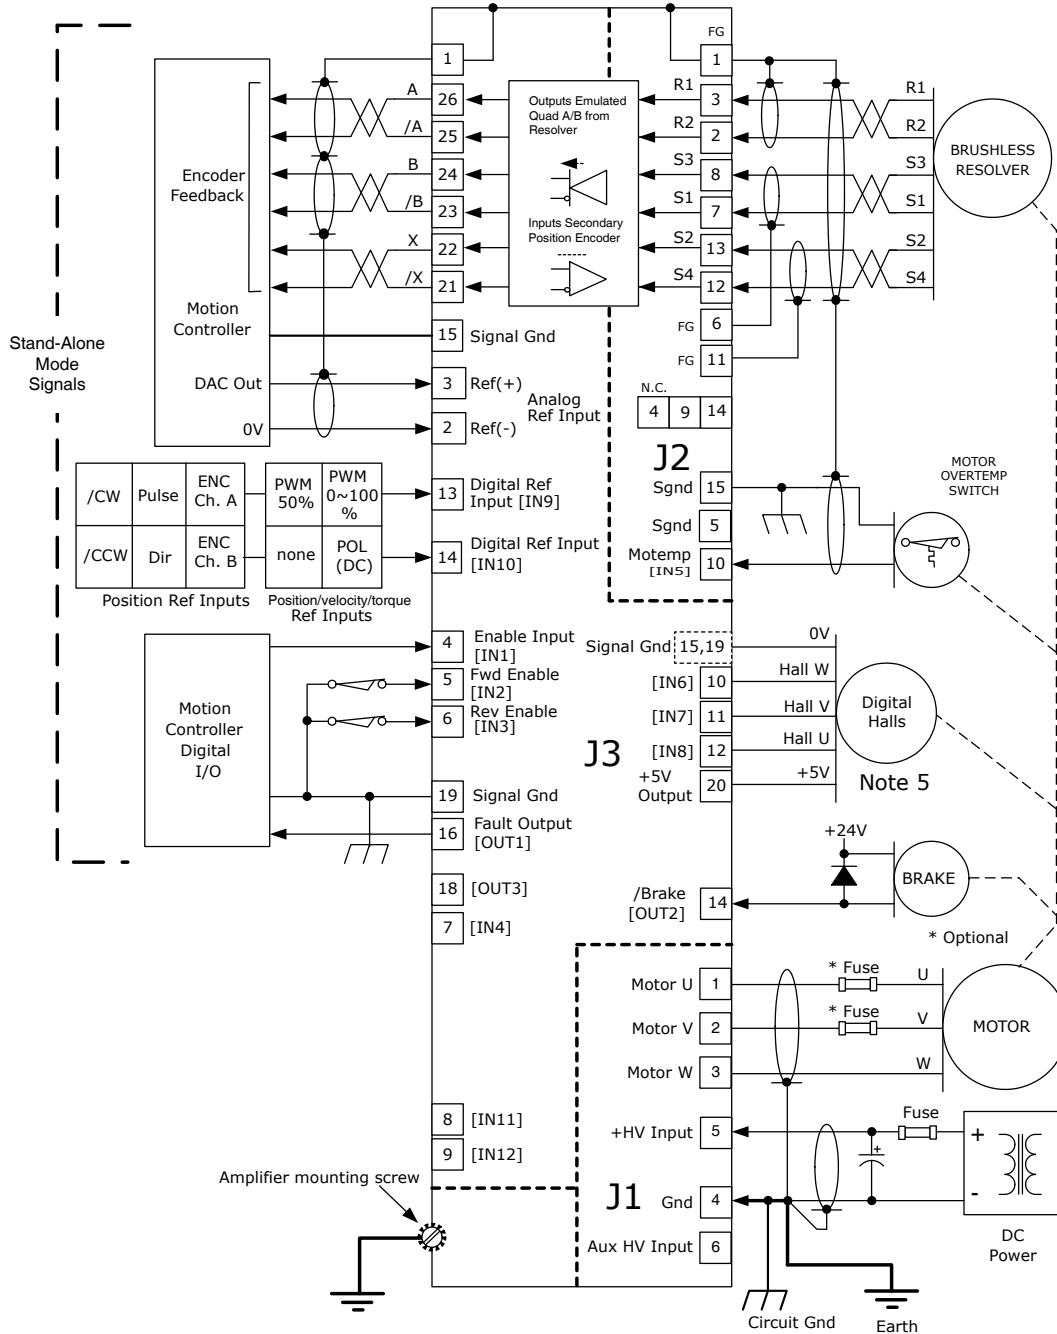 FG
1
1
A
26
Outputs Emulated
Quad A/B from
Resolver
R1
3
R1
/A
25
R2
2
R2
BRUSHLESS
RESOLVER
B
24
S3
8
S3
Encoder
Feedback
/B
23
Inputs Secondary
Position Encoder
S1
7
S1
X
22
S2
13
S2
/X
21
S4
12
S4
Motion
Controller
15
Signal Gnd
FG
6
FG
11
Stand-Alone
Mode
Signals
DAC Out
3
Ref(+)
Analog
Ref Input
0V
2
Ref(-)
N.C.
4
9
14
J2
/CW
Pulse
ENC
Ch. A
PWM
50%
PWM
0~100
%
13
Digital Ref
Input [IN9]
Sgnd
15
MOTOR
OVERTEMP
SWITCH
/CCW
Dir
ENC
Ch. B
none
POL
(DC)
14
Digital Ref Input
[IN10]
Sgnd
5
Motemp
[IN5]
10
Position Ref Inputs
Position/velocity/torque
Ref Inputs
Motion
Controller
Digital
I/O
4
Enable Input
[IN1]
5
Fwd Enable
[IN2]
6
Rev Enable
[IN3]
19
Signal Gnd
16
Fault Output
[OUT1]
18
[OUT3]
7
[IN4]
J3
Signal Gnd
15,19
0V
[IN6]
10
Hall W
[IN7]
11
Hall V
[IN8]
12
Hall U
+5V
Output
20
+5V
Digital
Halls
Note 5
+24V
/Brake
[OUT2]
14
BRAKE
* Optional
Motor U
1
* Fuse
U
Motor V
2
* Fuse
V
MOTOR
Motor W
3
W
8
[IN11]
9
[IN12]
+HV Input
5
Fuse
+
+
-
J1
Gnd
4
Aux HV Input
6
DC
Power
Amplifier mounting screw
Circuit Gnd
Earth